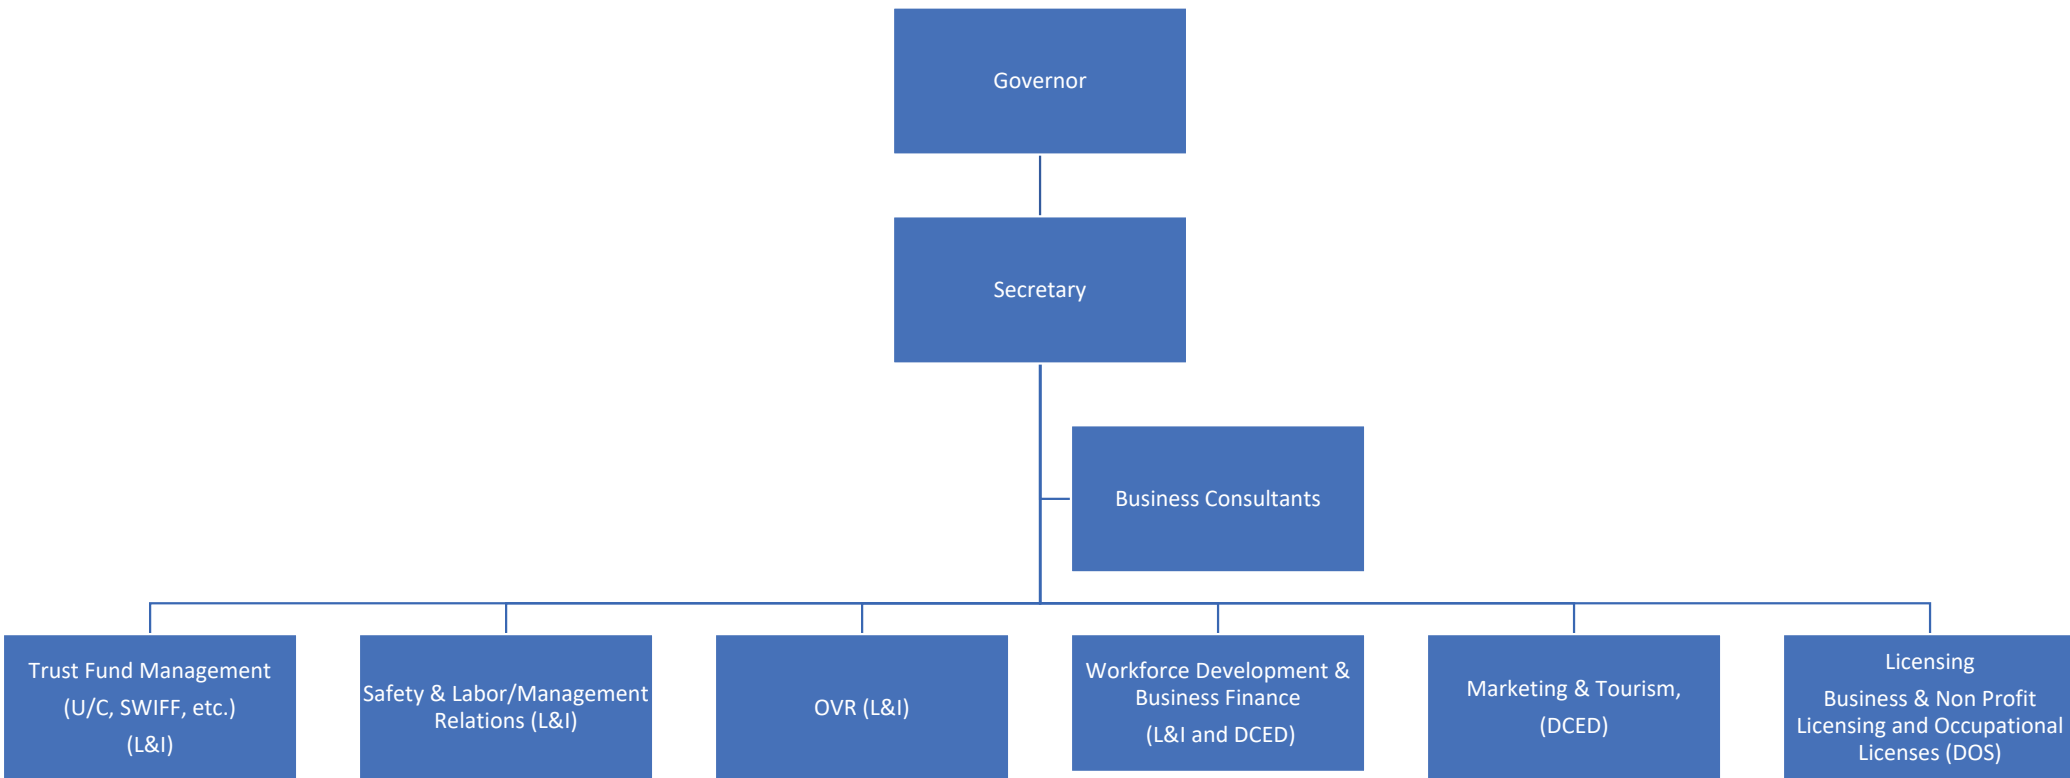 Governor
Secretary
Business Consultants
Trust Fund Management
(U/C, SWIFF, etc.)
(L&I)
Safety & Labor/Management
Relations (L&I)
OVR (L&I)
Workforce Development &
Business Finance
(L&I and DCED)
Marketing & Tourism,
(DCED)
Licensing
Business & Non Profit
Licensing and Occupational
Licenses (DOS)